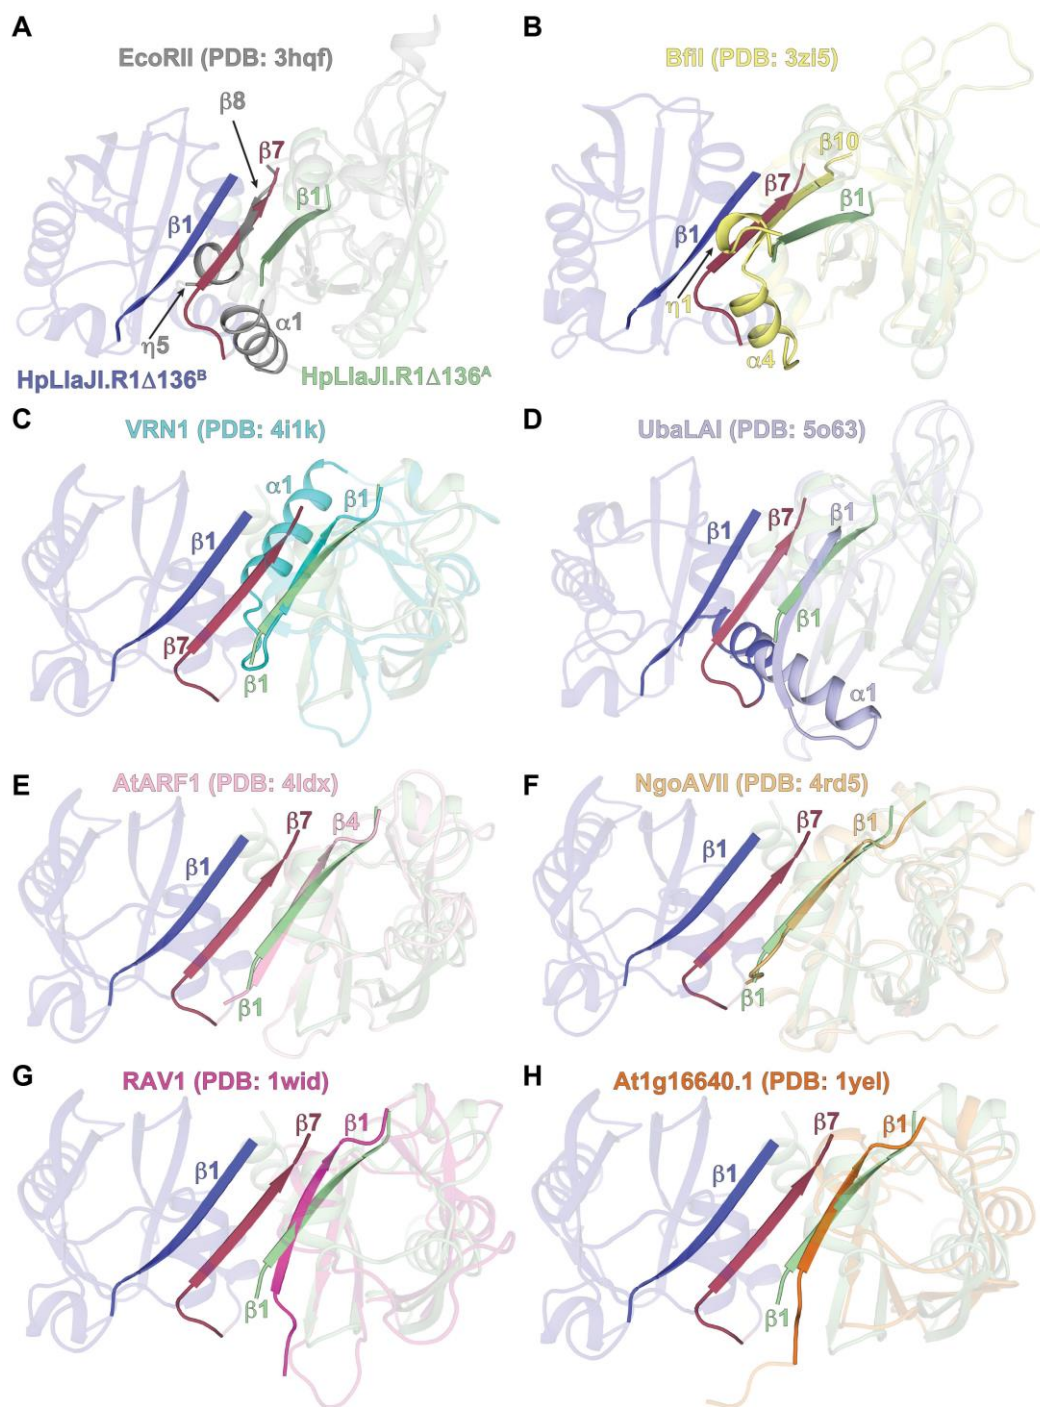 A
EcoRII (PDB: 3hqf)
β8
β7
β1
β1
α1
η5
HpLlaJI.R1Δ136ᴮ
HpLlaJI.R1Δ136ᴬ
B
BfiI (PDB: 3zi5)
β10
β7
β1
β1
η1
α4
C
VRN1 (PDB: 4i1k)
α1
β1
β1
β7
β1
D
UbaLAI (PDB: 5o63)
β7
β1
β1
β1
α1
E
AtARF1 (PDB: 4ldx)
β7
β4
β1
β1
F
NgoAVII (PDB: 4rd5)
β7
β1
β1
β1
G
RAV1 (PDB: 1wid)
β7
β1
β1
β1
H
At1g16640.1 (PDB: 1yel)
β7
β1
β1
β1